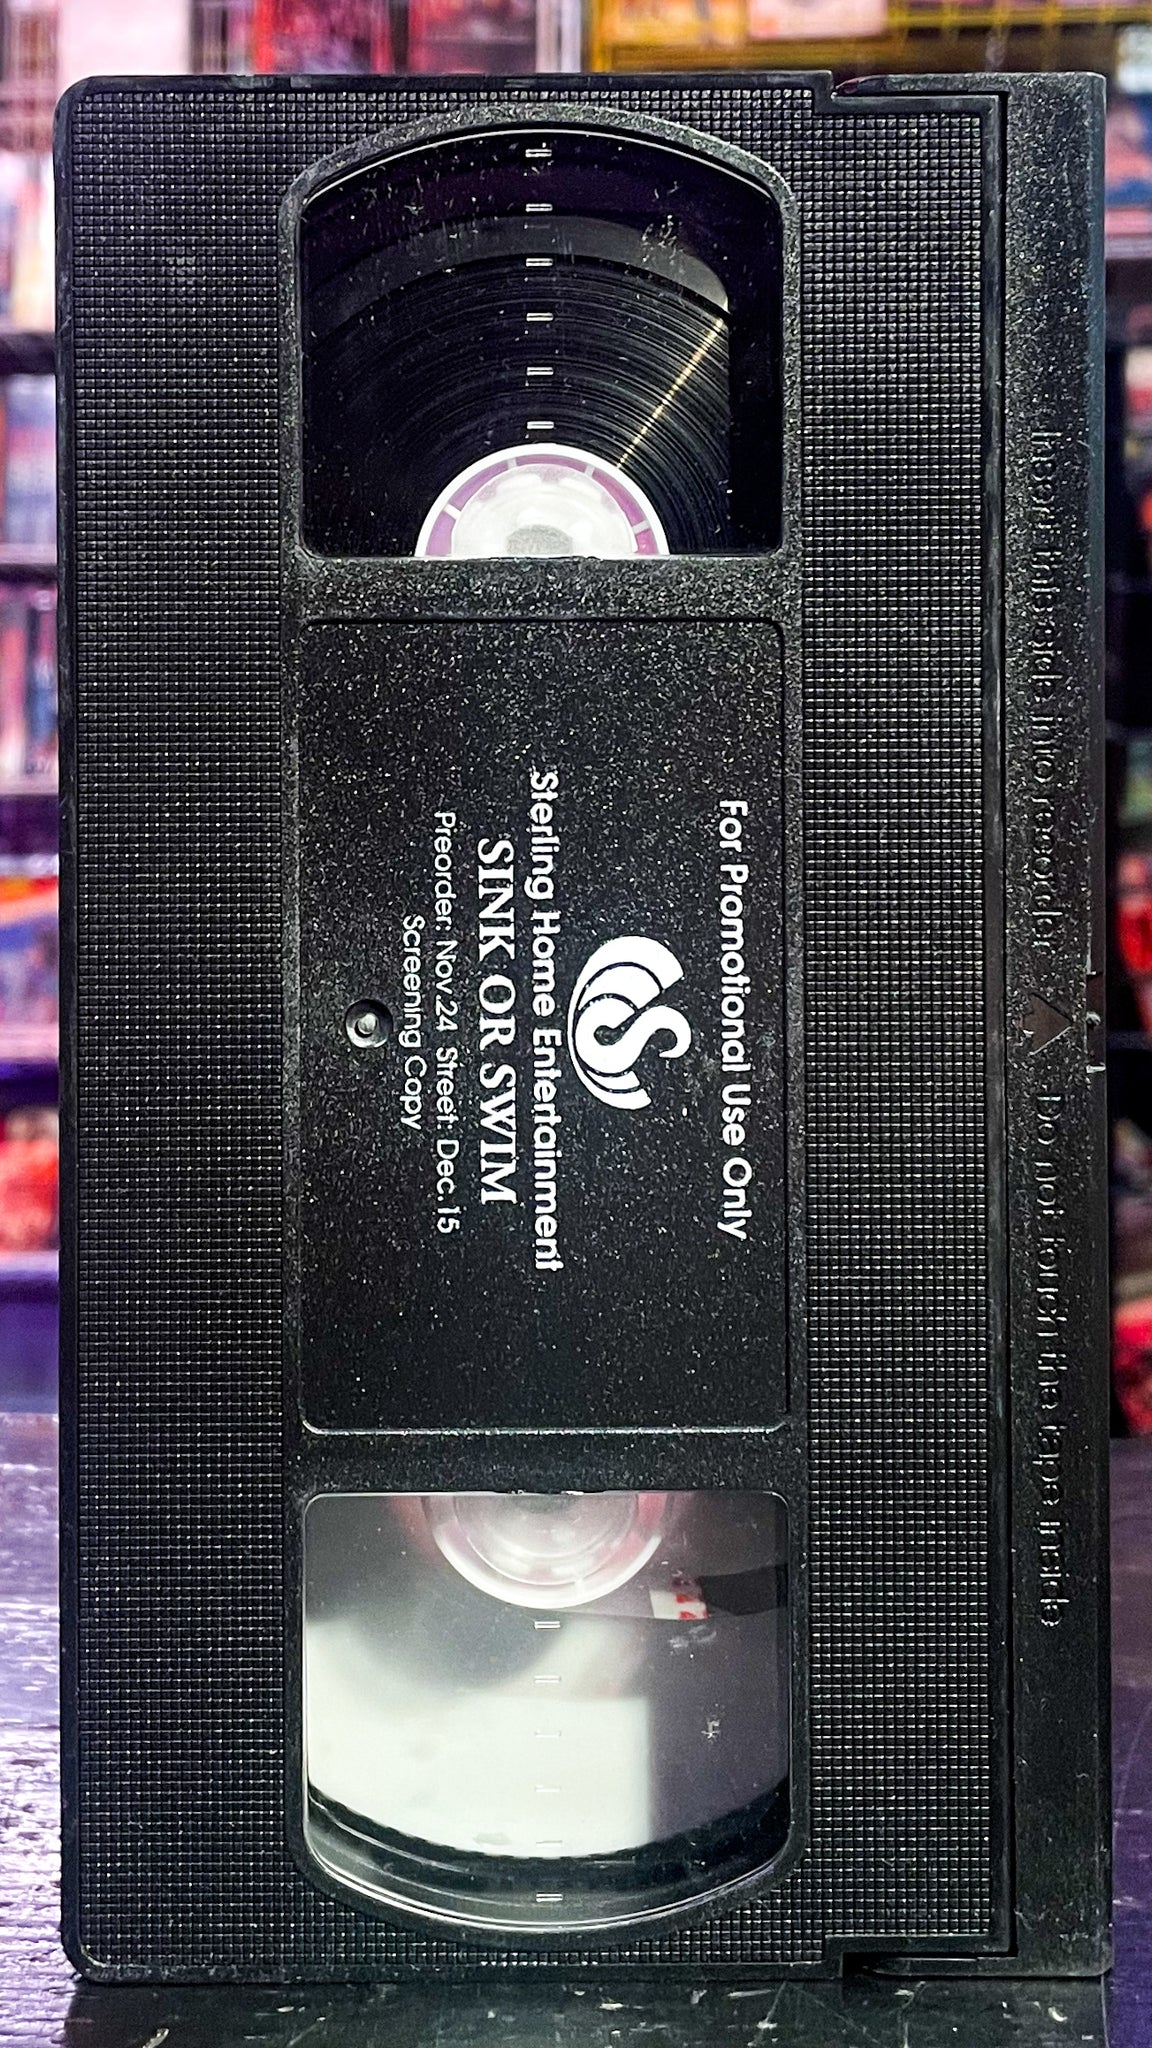 Insert this side into recorder
Do not touch the tape inside
For Promotional Use Only
S
Sterling Home Entertainment
SINK OR SWIM
Preorder: Nov.24 Street: Dec.15
Screening Copy